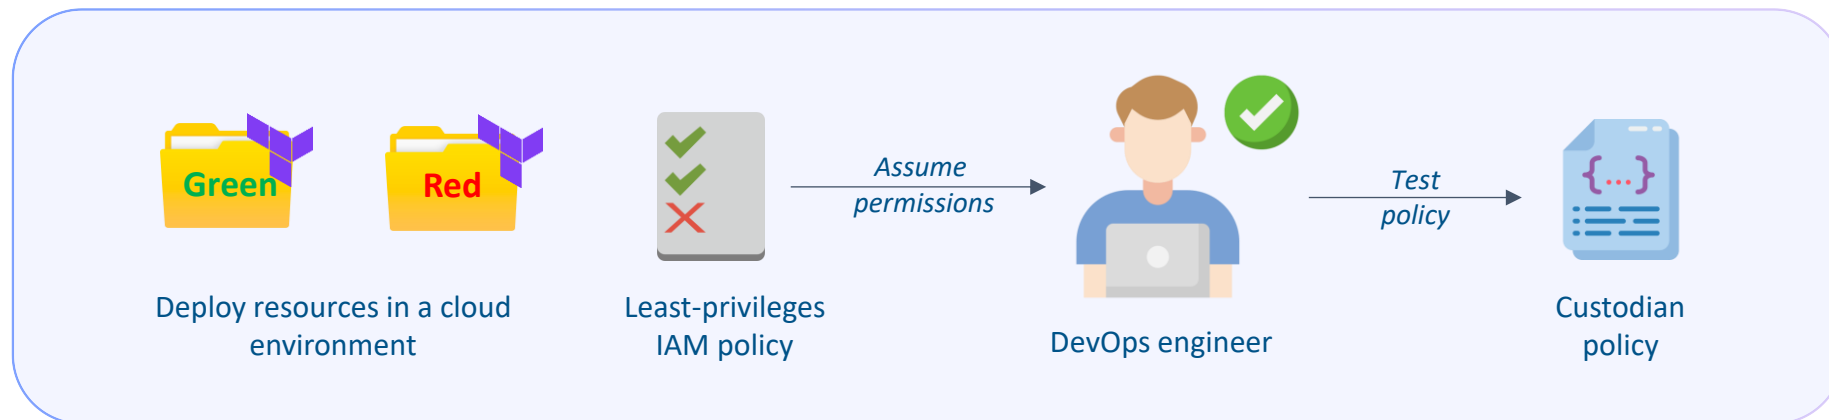 Green
Red
Deploy resources in a cloud
environment
Least-privileges
IAM policy
Assume
permissions
DevOps engineer
Test
policy
{...}
Custodian
policy